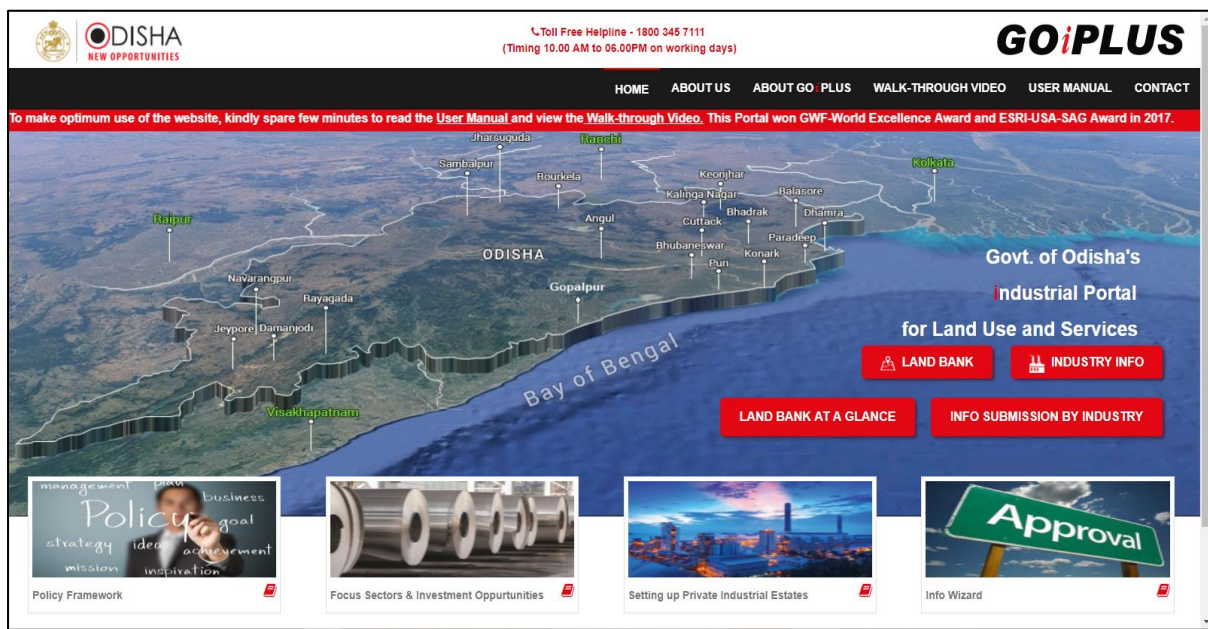 ODISHA
NEW OPPORTUNITIES
Toll Free Helpline - 1800 345 7111
(Timing 10.00 AM to 06.00PM on working days)
GOiPLUS
HOME ABOUT US ABOUT GOiPLUS WALK-THROUGH VIDEO USER MANUAL CONTACT
To make optimum use of the website, kindly spare few minutes to read the User Manual and view the Walk-through Video. This Portal won GWF-World Excellence Award and ESRI-USA-SAG Award in 2017.
Jharsuguda
Ranchi
Sambalpur
Rourkela
Keonjhar
Kolkata
Kalinga Nagar
Balasore
Raipur
Angul
Cuttack
Bhadrak
Dhamra
ODISHA
Bhubaneswar
Paradeep
Puri
Konark
Navarangpur
Gopalpur
Rayagada
Jeypore
Damanjodi
Bay of Bengal
Visakhapatnam
Govt. of Odisha's
industrial Portal
for Land Use and Services
LAND BANK
INDUSTRY INFO
LAND BANK AT A GLANCE
INFO SUBMISSION BY INDUSTRY
management plan
business
Policy
goal
strategy idea
achievement
mission inspiration
Approval
Policy Framework
Focus Sectors & Investment Oppurtunities
Setting up Private Industrial Estates
Info Wizard